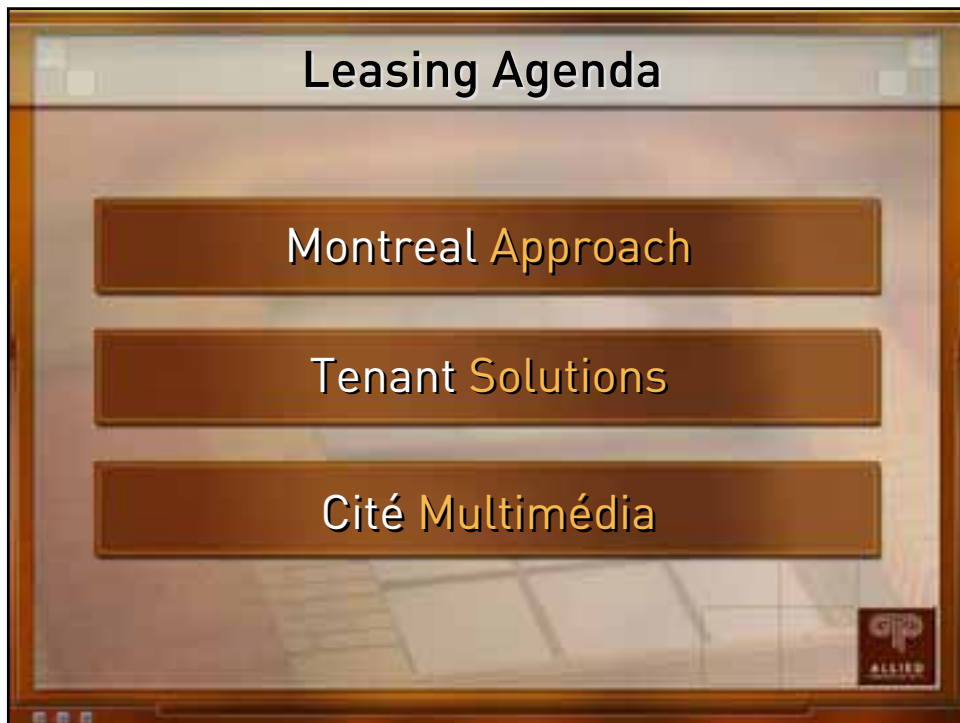 Leasing Agenda
Montreal Approach
Tenant Solutions
Cité Multimédia
ALLIED